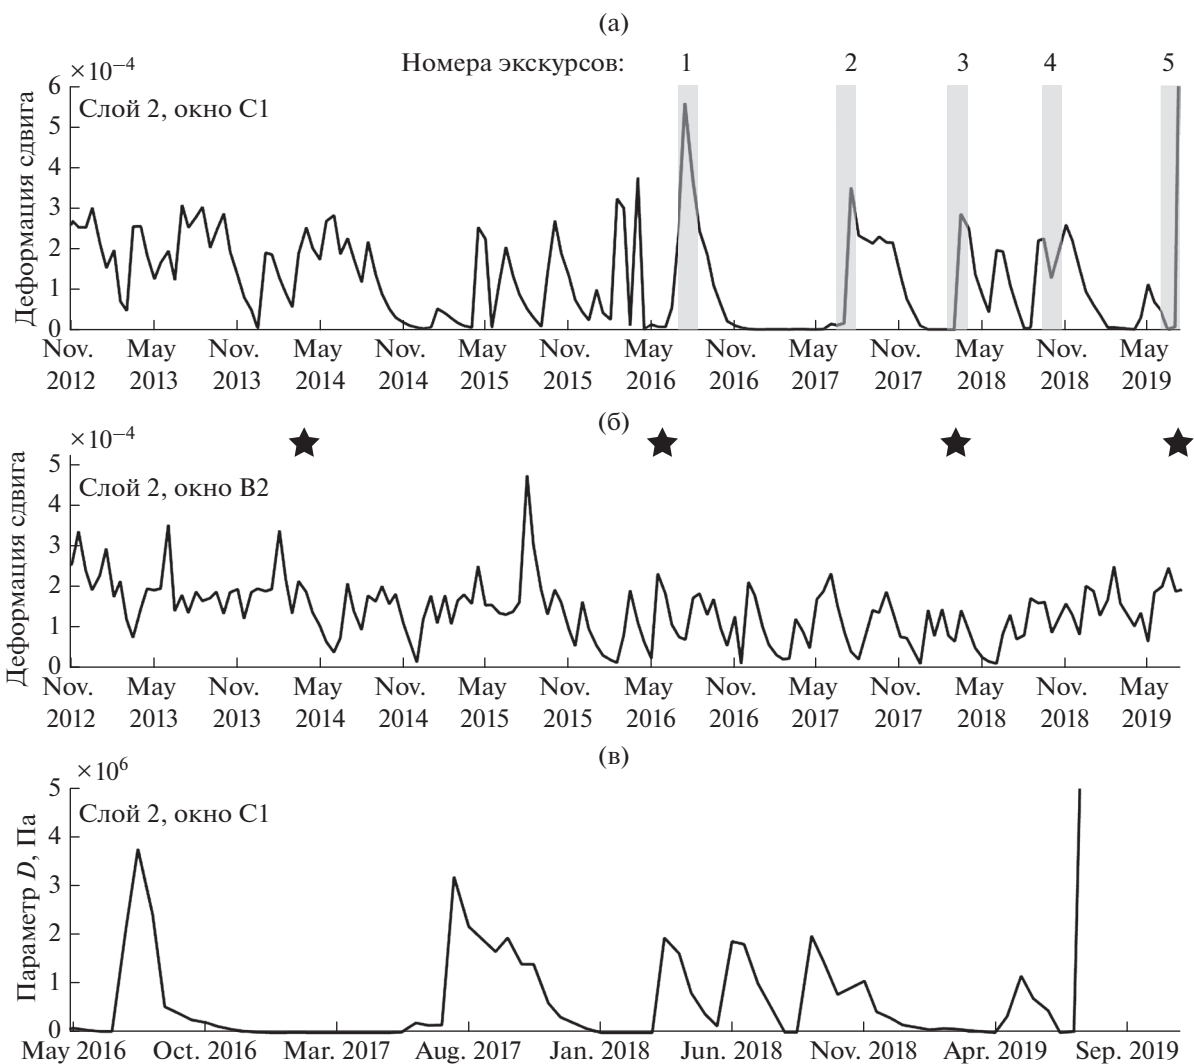 (а)
Номера экскурсов: 1 2 3 4 5
×10–4
Деформация сдвига
6
Слой 2, окно C1
5
4
3
2
1
0
Nov. May Nov. May Nov. May Nov. May Nov. May Nov. May Nov. May
2012 2013 2013 2014 2014 2015 2015 2016 2016 2017 2017 2018 2018 2019
(б)
×10–4
Деформация сдвига
5
Слой 2, окно B2
4
3
2
1
0
Nov. May Nov. May Nov. May Nov. May Nov. May Nov. May Nov. May
2012 2013 2013 2014 2014 2015 2015 2016 2016 2017 2017 2018 2018 2019
(в)
×106
Параметр D, Па
5
Слой 2, окно C1
4
3
2
1
0
May 2016 Oct. 2016 Mar. 2017 Aug. 2017 Jan. 2018 Jun. 2018 Nov. 2018 Apr. 2019 Sep. 2019